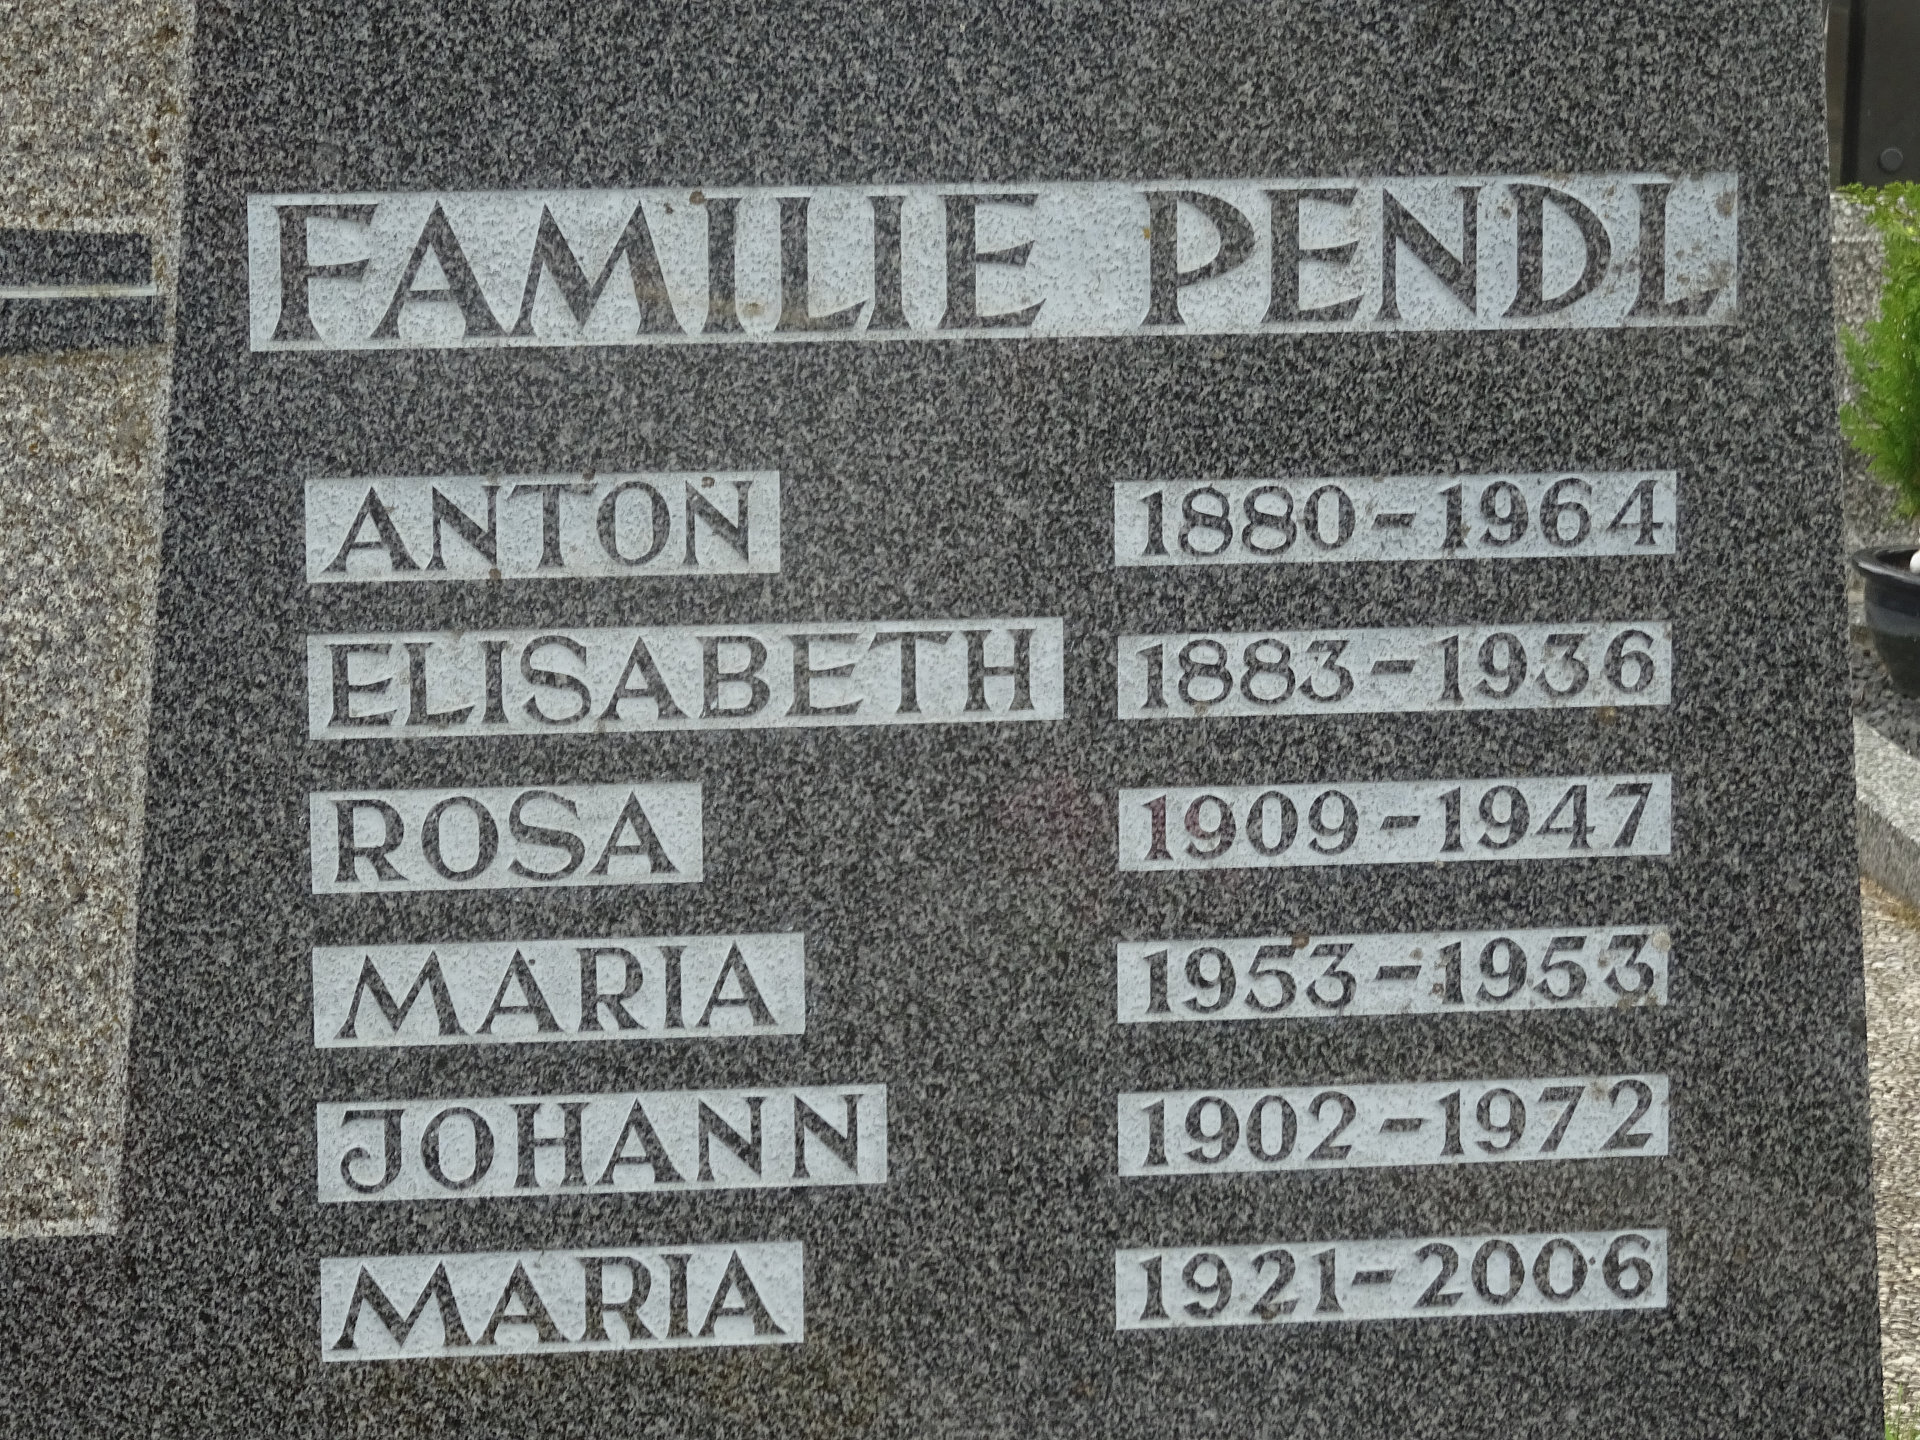 FAMILIE PENDL
ANTON 1880-1964
ELISABETH 1883-1936
ROSA 1909-1947
MARIA 1953-1953
JOHANN 1902-1972
MARIA 1921-2006